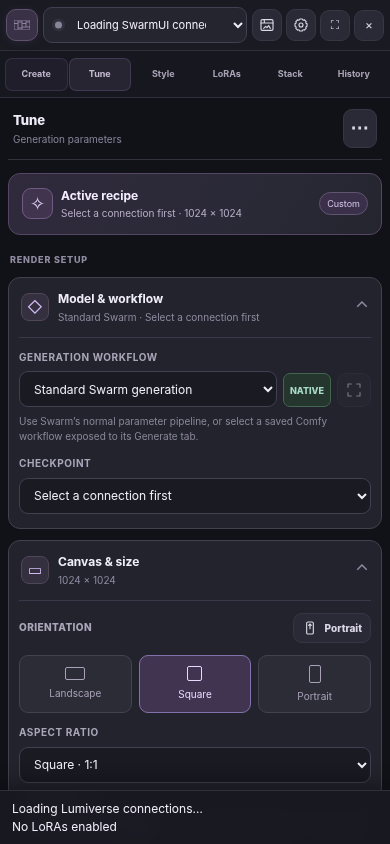 Loading SwarmUI connec
×
Create
Tune
Style
LoRAs
Stack
History
Tune
Generation parameters
Active recipe
Select a connection first · 1024 × 1024
Custom
RENDER SETUP
Model & workflow
Standard Swarm · Select a connection first
GENERATION WORKFLOW
Standard Swarm generation
NATIVE
Use Swarm's normal parameter pipeline, or select a saved Comfy
workflow exposed to its Generate tab.
CHECKPOINT
Select a connection first
Canvas & size
1024 × 1024
ORIENTATION
Portrait
Landscape
Square
Portrait
ASPECT RATIO
Square · 1:1
Loading Lumiverse connections...
No LoRAs enabled